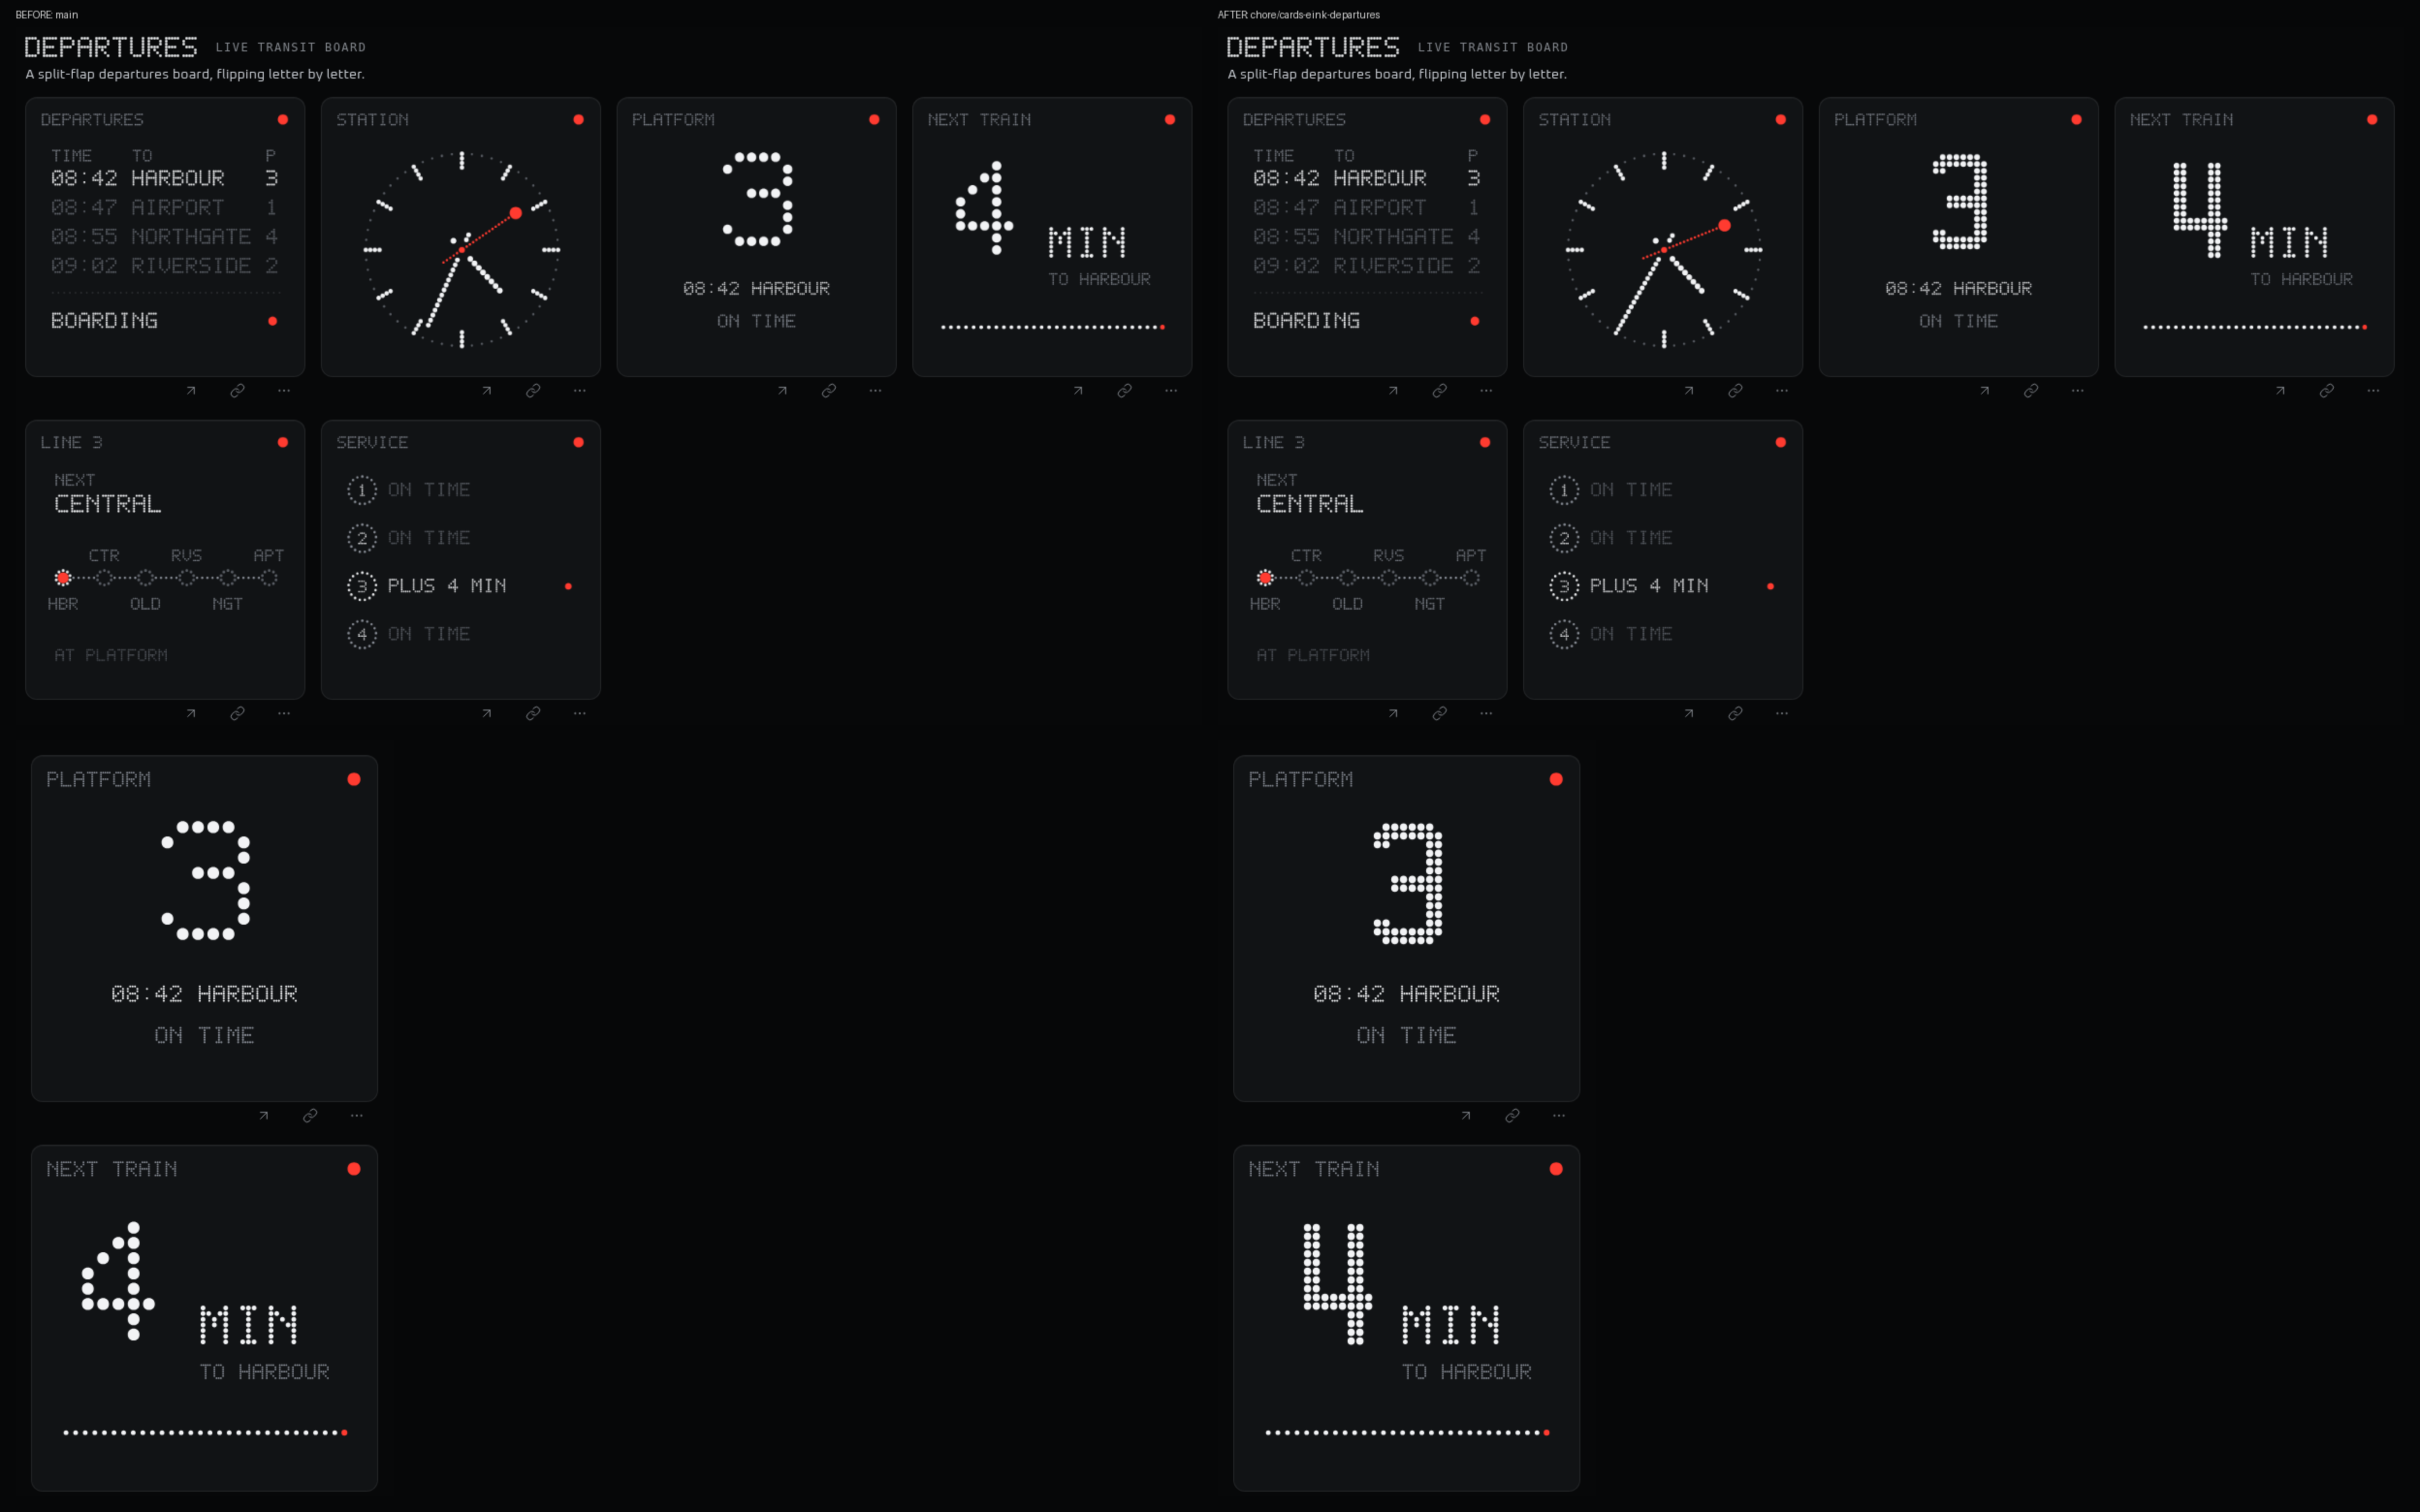 BEFORE: main
DEPARTURES LIVE TRANSIT BOARD
A split-flap departures board, flipping letter by letter.
DEPARTURES
TIME TO P
08:42 HARBOUR 3
08:47 AIRPORT 1
08:55 NORTHGATE 4
09:02 RIVERSIDE 2
BOARDING
STATION
PLATFORM
3
08:42 HARBOUR
ON TIME
NEXT TRAIN
4 MIN
TO HARBOUR
LINE 3
NEXT
CENTRAL
CTR RVS APT
HBR OLD NGT
AT PLATFORM
SERVICE
1 ON TIME
2 ON TIME
3 PLUS 4 MIN
4 ON TIME
PLATFORM
3
08:42 HARBOUR
ON TIME
NEXT TRAIN
4 MIN
TO HARBOUR
AFTER: chore/cards-eink-departures
DEPARTURES LIVE TRANSIT BOARD
A split-flap departures board, flipping letter by letter.
DEPARTURES
TIME TO P
08:42 HARBOUR 3
08:47 AIRPORT 1
08:55 NORTHGATE 4
09:02 RIVERSIDE 2
BOARDING
STATION
PLATFORM
3
08:42 HARBOUR
ON TIME
NEXT TRAIN
4 MIN
TO HARBOUR
LINE 3
NEXT
CENTRAL
CTR RVS APT
HBR OLD NGT
AT PLATFORM
SERVICE
1 ON TIME
2 ON TIME
3 PLUS 4 MIN
4 ON TIME
PLATFORM
3
08:42 HARBOUR
ON TIME
NEXT TRAIN
4 MIN
TO HARBOUR